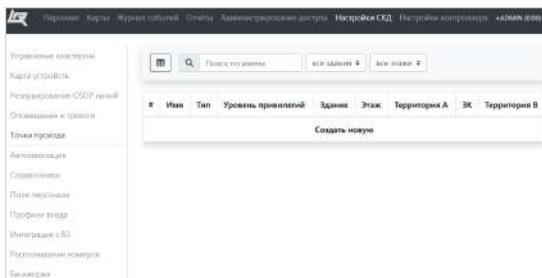 Персонал Карты Журнал событий Отчёты Администрирование доступа Настройки СКД Настройки контроллера
Управление кластером
Карта устройств
Резервирование OSDP линий
Оповещения и тревоги
Точки прохода
Автоматизация
Справочники
Поля персонала
Профили входа
Интеграция с ВЗ
Распознавание номеров
Биометрия
Поиск по имени все здания все этажи
# Имя Тип Уровень привилегий Здание Этаж Территория A ЗК Территория B
Создать новую